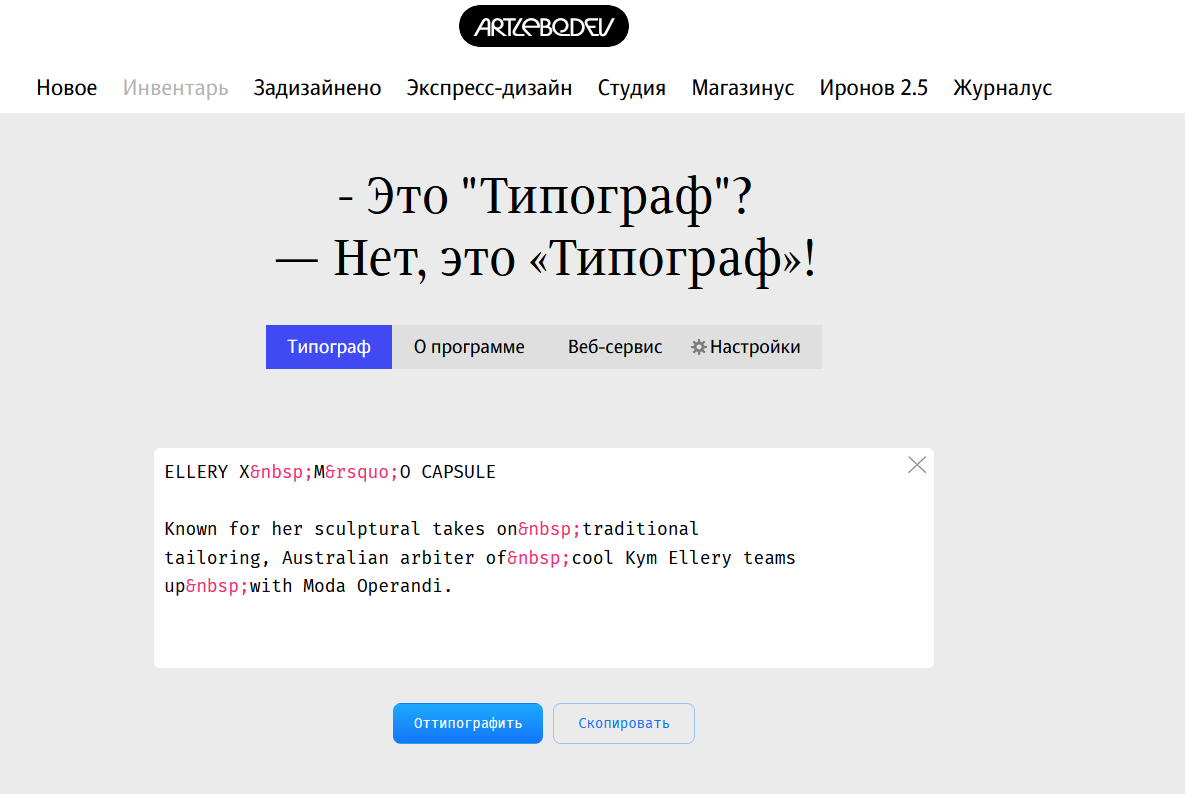 ARTLEBEDEV
Новое Инвентарь Задизайнено Экспресс-дизайн Студия Магазинус Иронов 2.5 Журналус
- Это "Типограф"?
— Нет, это «Типограф»!
Типограф О программе Веб-сервис Настройки
ELLERY X&nbsp;M&rsquo;O CAPSULE
Known for her sculptural takes on&nbsp;traditional
tailoring, Australian arbiter of&nbsp;cool Kym Ellery teams
up&nbsp;with Moda Operandi.
Оттипографить Скопировать